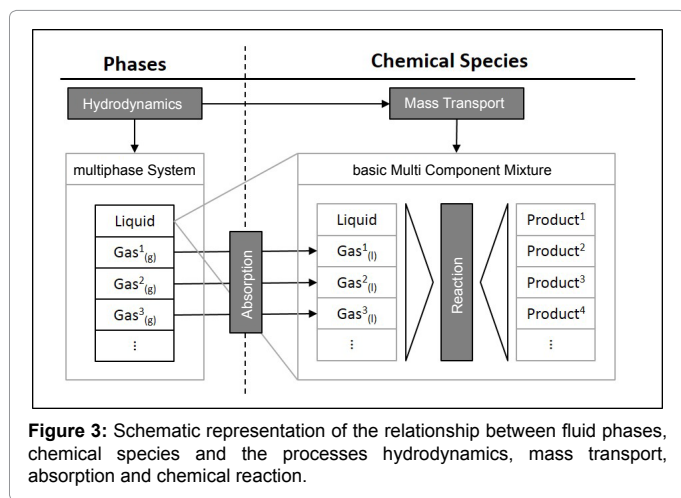 Phases
Chemical Species
Hydrodynamics
Mass Transport
multiphase System
basic Multi Component Mixture
Liquid
Gas¹(g)
Gas²(g)
Gas³(g)
⋮
Absorption
Liquid
Gas¹(l)
Gas²(l)
Gas³(l)
⋮
Reaction
Product¹
Product²
Product³
Product⁴
⋮
Figure 3: Schematic representation of the relationship between fluid phases,
chemical species and the processes hydrodynamics, mass transport,
absorption and chemical reaction.